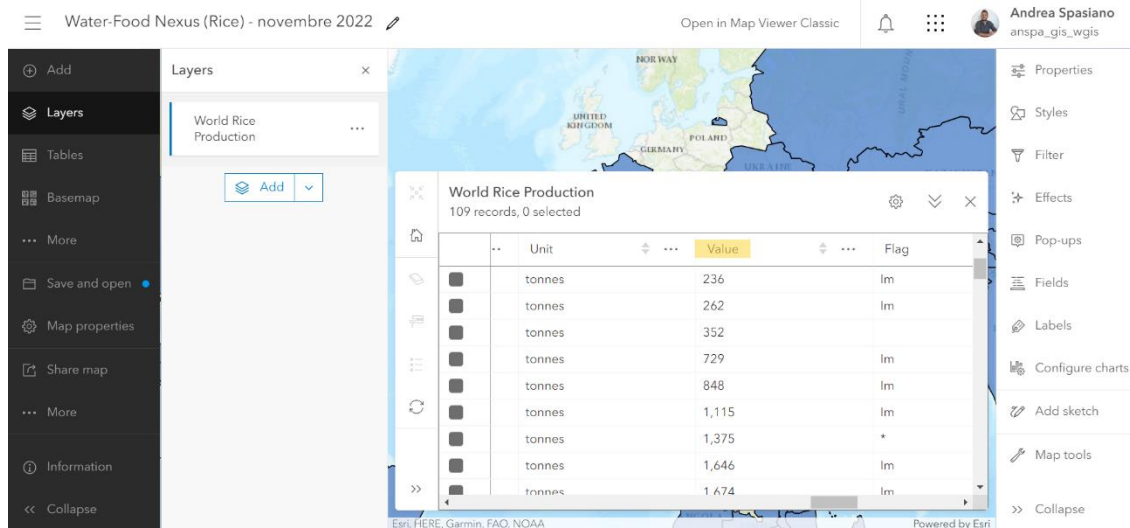 Water-Food Nexus (Rice) - novembre 2022
Open in Map Viewer Classic
Andrea Spasiano
anspa_gis_wgis
Add
Layers
Tables
Basemap
More
Save and open
Map properties
Share map
More
Information
Collapse
Layers
World Rice
Production
Add
NORWAY
URAL MOUN
UNITED
KINGDOM
POLAND
GERMANY
UKRAINE
World Rice Production
109 records, 0 selected
Unit Value Flag
tonnes 236 Im
tonnes 262 Im
tonnes 352
tonnes 729 Im
tonnes 848 Im
tonnes 1,115 Im
tonnes 1,375 *
tonnes 1,646 Im
tonnes 1,674 Im
ANGOLA
Esri, HERE, Garmin, FAO, NOAA
Powered by Esri
Properties
Styles
Filter
Effects
Pop-ups
Fields
Labels
Configure charts
Add sketch
Map tools
Collapse